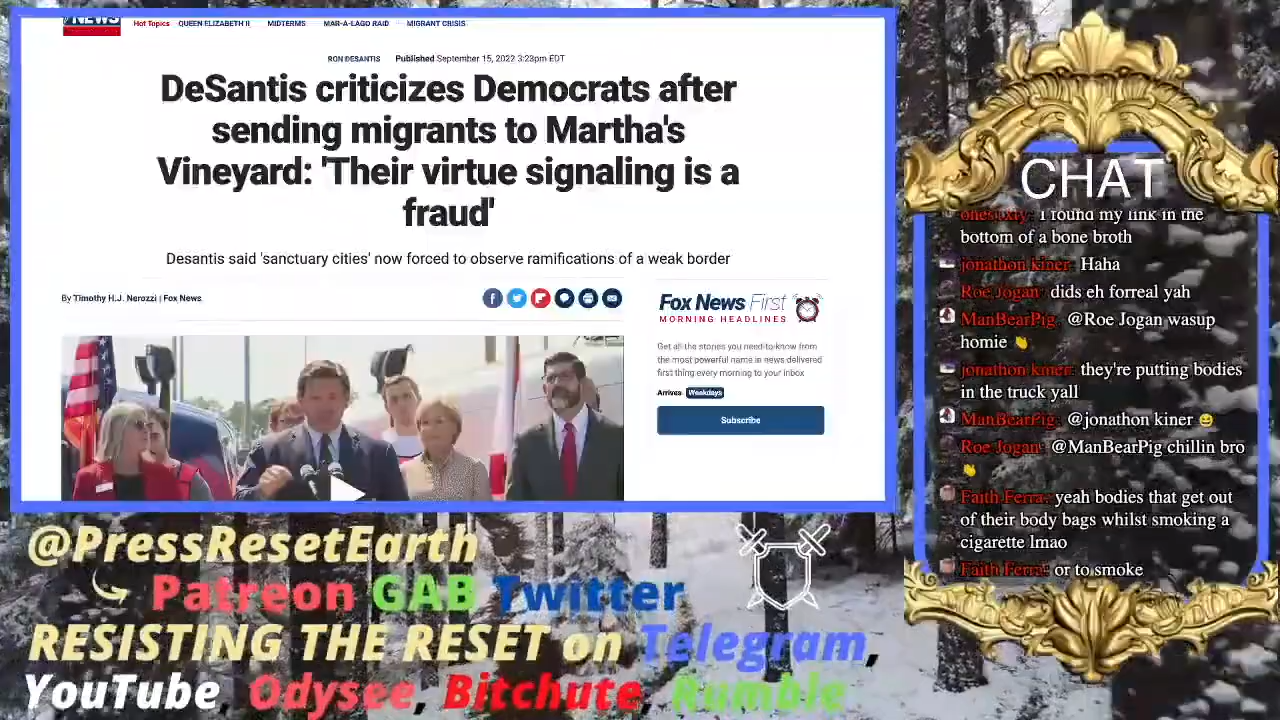 NEWS
Hot Topics QUEEN ELIZABETH II MIDTERMS MAR-A-LAGO RAID MIGRANT CRISIS
RON DESANTIS Published September 15, 2022 3:23pm EDT
DeSantis criticizes Democrats after
sending migrants to Martha's
Vineyard: 'Their virtue signaling is a
fraud'
Desantis said 'sanctuary cities' now forced to observe ramifications of a weak border
By Timothy H.J. Nerozzi | Fox News
Fox News First
MORNING HEADLINES
Get all the stories you need-to-know from
the most powerful name in news delivered
first thing every morning to your inbox
Arrives Weekdays
Subscribe
CHAT
onesixty: I found my link in the
bottom of a bone broth
jonathon kiner: Haha
Roe Jogan: dids eh forreal yah
ManBearPig: @Roe Jogan wasup
homie 👏
jonathon kiner: they're putting bodies
in the truck yall
ManBearPig: @jonathon kiner 😆
Roe Jogan: @ManBearPig chillin bro
👏
Faith Ferra: yeah bodies that get out
of their body bags whilst smoking a
cigarette lmao
Faith Ferra: or to smoke
@PressResetEarth
Patreon GAB Twitter
RESISTING THE RESET on Telegram,
YouTube, Odysee, Bitchute, Rumble